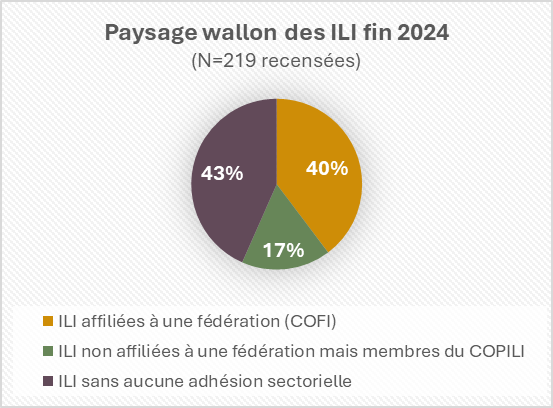 Paysage wallon des ILI fin 2024
(N=219 recensées)
43%
40%
17%
ILI affiliées à une fédération (COFI)
ILI non affiliées à une fédération mais membres du COPILI
ILI sans aucune adhésion sectorielle